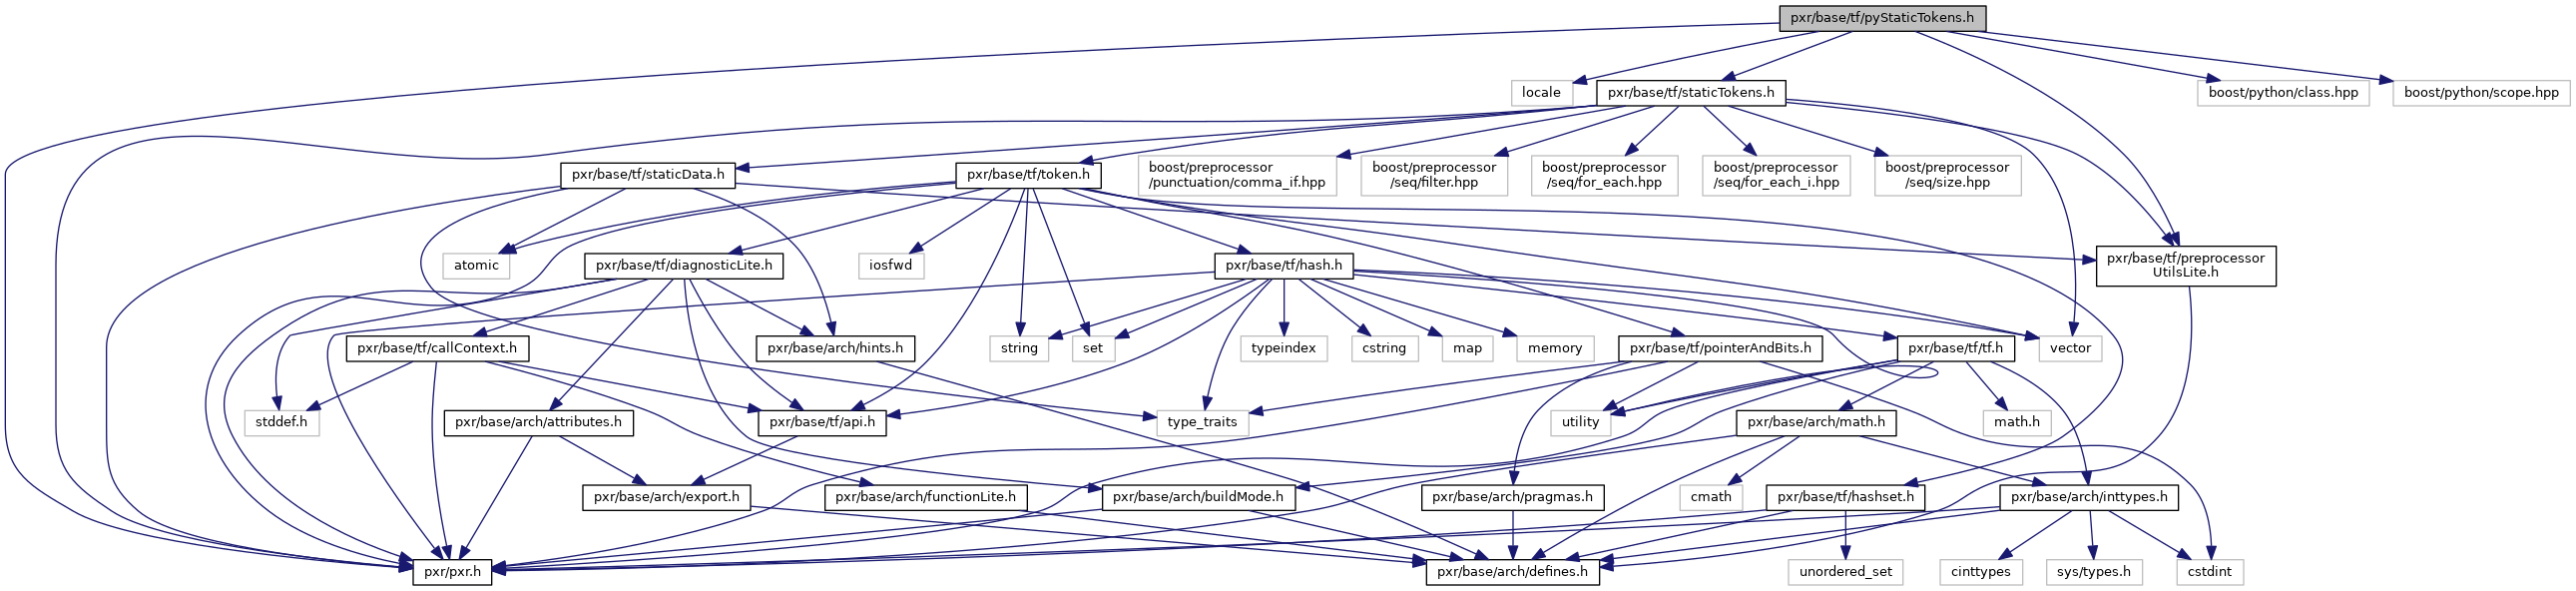 pxr/base/tf/pyStaticTokens.h
locale
pxr/base/tf/staticTokens.h
boost/python/class.hpp
boost/python/scope.hpp
pxr/base/tf/staticData.h
pxr/base/tf/token.h
boost/preprocessor
/punctuation/comma_if.hpp
boost/preprocessor
/seq/filter.hpp
boost/preprocessor
/seq/for_each.hpp
boost/preprocessor
/seq/for_each_i.hpp
boost/preprocessor
/seq/size.hpp
atomic
pxr/base/tf/diagnosticLite.h
iosfwd
pxr/base/tf/hash.h
pxr/base/tf/preprocessor
UtilsLite.h
pxr/base/tf/callContext.h
pxr/base/arch/hints.h
string
set
typeindex
cstring
map
memory
pxr/base/tf/pointerAndBits.h
pxr/base/tf/tf.h
vector
stddef.h
pxr/base/arch/attributes.h
pxr/base/tf/api.h
type_traits
utility
pxr/base/arch/math.h
math.h
pxr/base/arch/export.h
pxr/base/arch/functionLite.h
pxr/base/arch/buildMode.h
pxr/base/arch/pragmas.h
cmath
pxr/base/tf/hashset.h
pxr/base/arch/inttypes.h
pxr/pxr.h
pxr/base/arch/defines.h
unordered_set
cinttypes
sys/types.h
cstdint